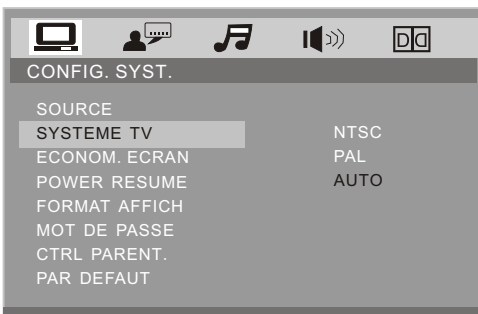 CONFIG. SYST.
SOURCE
SYSTEME TV NTSC
ECONOM. ECRAN PAL
POWER RESUME AUTO
FORMAT AFFICH
MOT DE PASSE
CTRL PARENT.
PAR DEFAUT